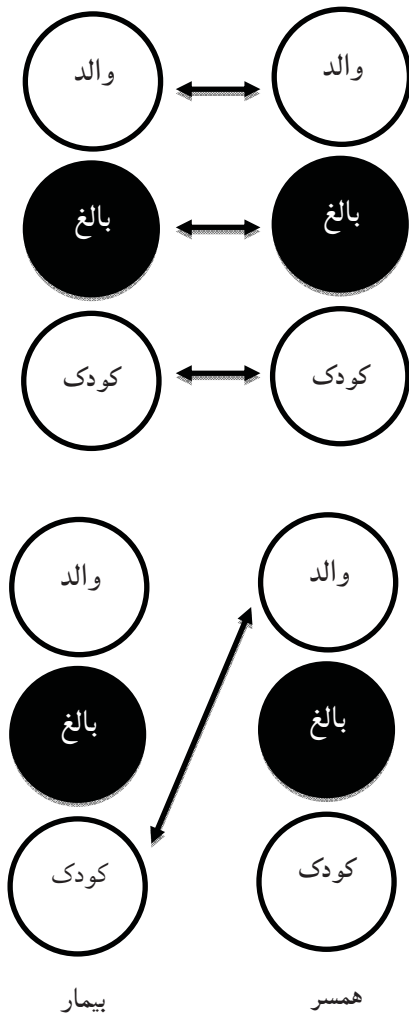 والد والد
بالغ بالغ
کودک کودک
والد والد
بالغ بالغ
کودک کودک
همسر بیمار